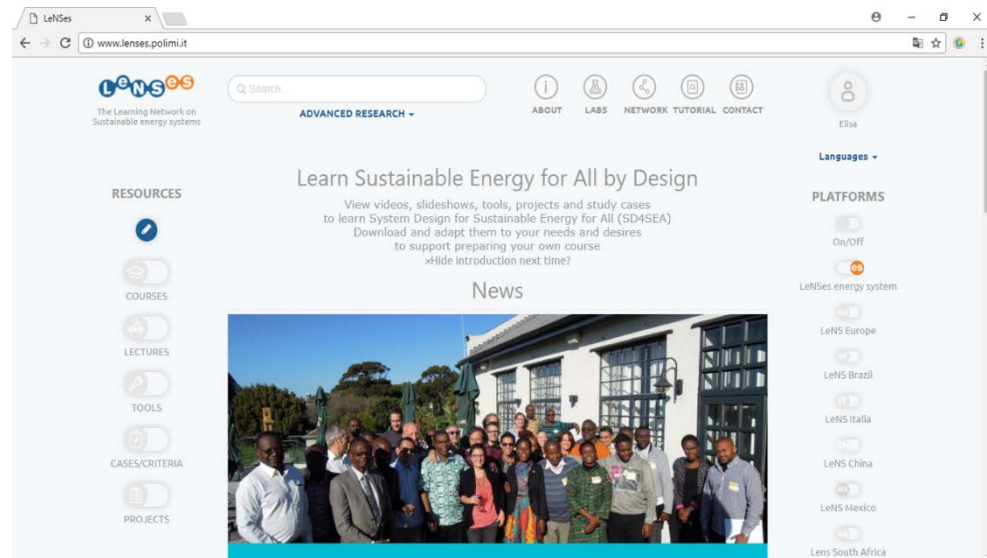 LeNSes
www.lenses.polimi.it
LeNSes
The Learning Network on
Sustainable energy systems
Search...
ADVANCED RESEARCH
ABOUT
LABS
NETWORK
TUTORIAL
CONTACT
Elisa
Languages
RESOURCES
COURSES
LECTURES
TOOLS
CASES/CRITERIA
PROJECTS
Learn Sustainable Energy for All by Design
View videos, slideshows, tools, projects and study cases
to learn System Design for Sustainable Energy for All (SD4SEA)
Download and adapt them to your needs and desires
to support preparing your own course
×Hide introduction next time?
News
PLATFORMS
On/Off
es
LeNSes energy system
LeNS Europe
LeNS Brazil
LeNS Italia
LeNS China
LeNS Mexico
Lens South Africa